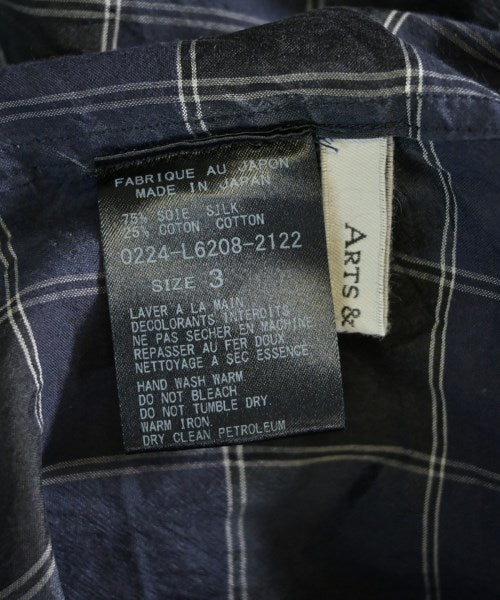 FABRIQUE AU JAPON
MADE IN JAPAN
75% SOIE SILK
25% COTON COTTON
0224-L6208-2122
SIZE 3
LAVER A LA MAIN
DECOLORANTS INTERDITS
NE PAS SECHER EN MACHINE
REPASSER AU FER DOUX
NETTOYAGE A SEC ESSENCE
HAND WASH WARM
DO NOT BLEACH
DO NOT TUMBLE DRY.
WARM IRON
DRY CLEAN PETROLEUM
ARTS &